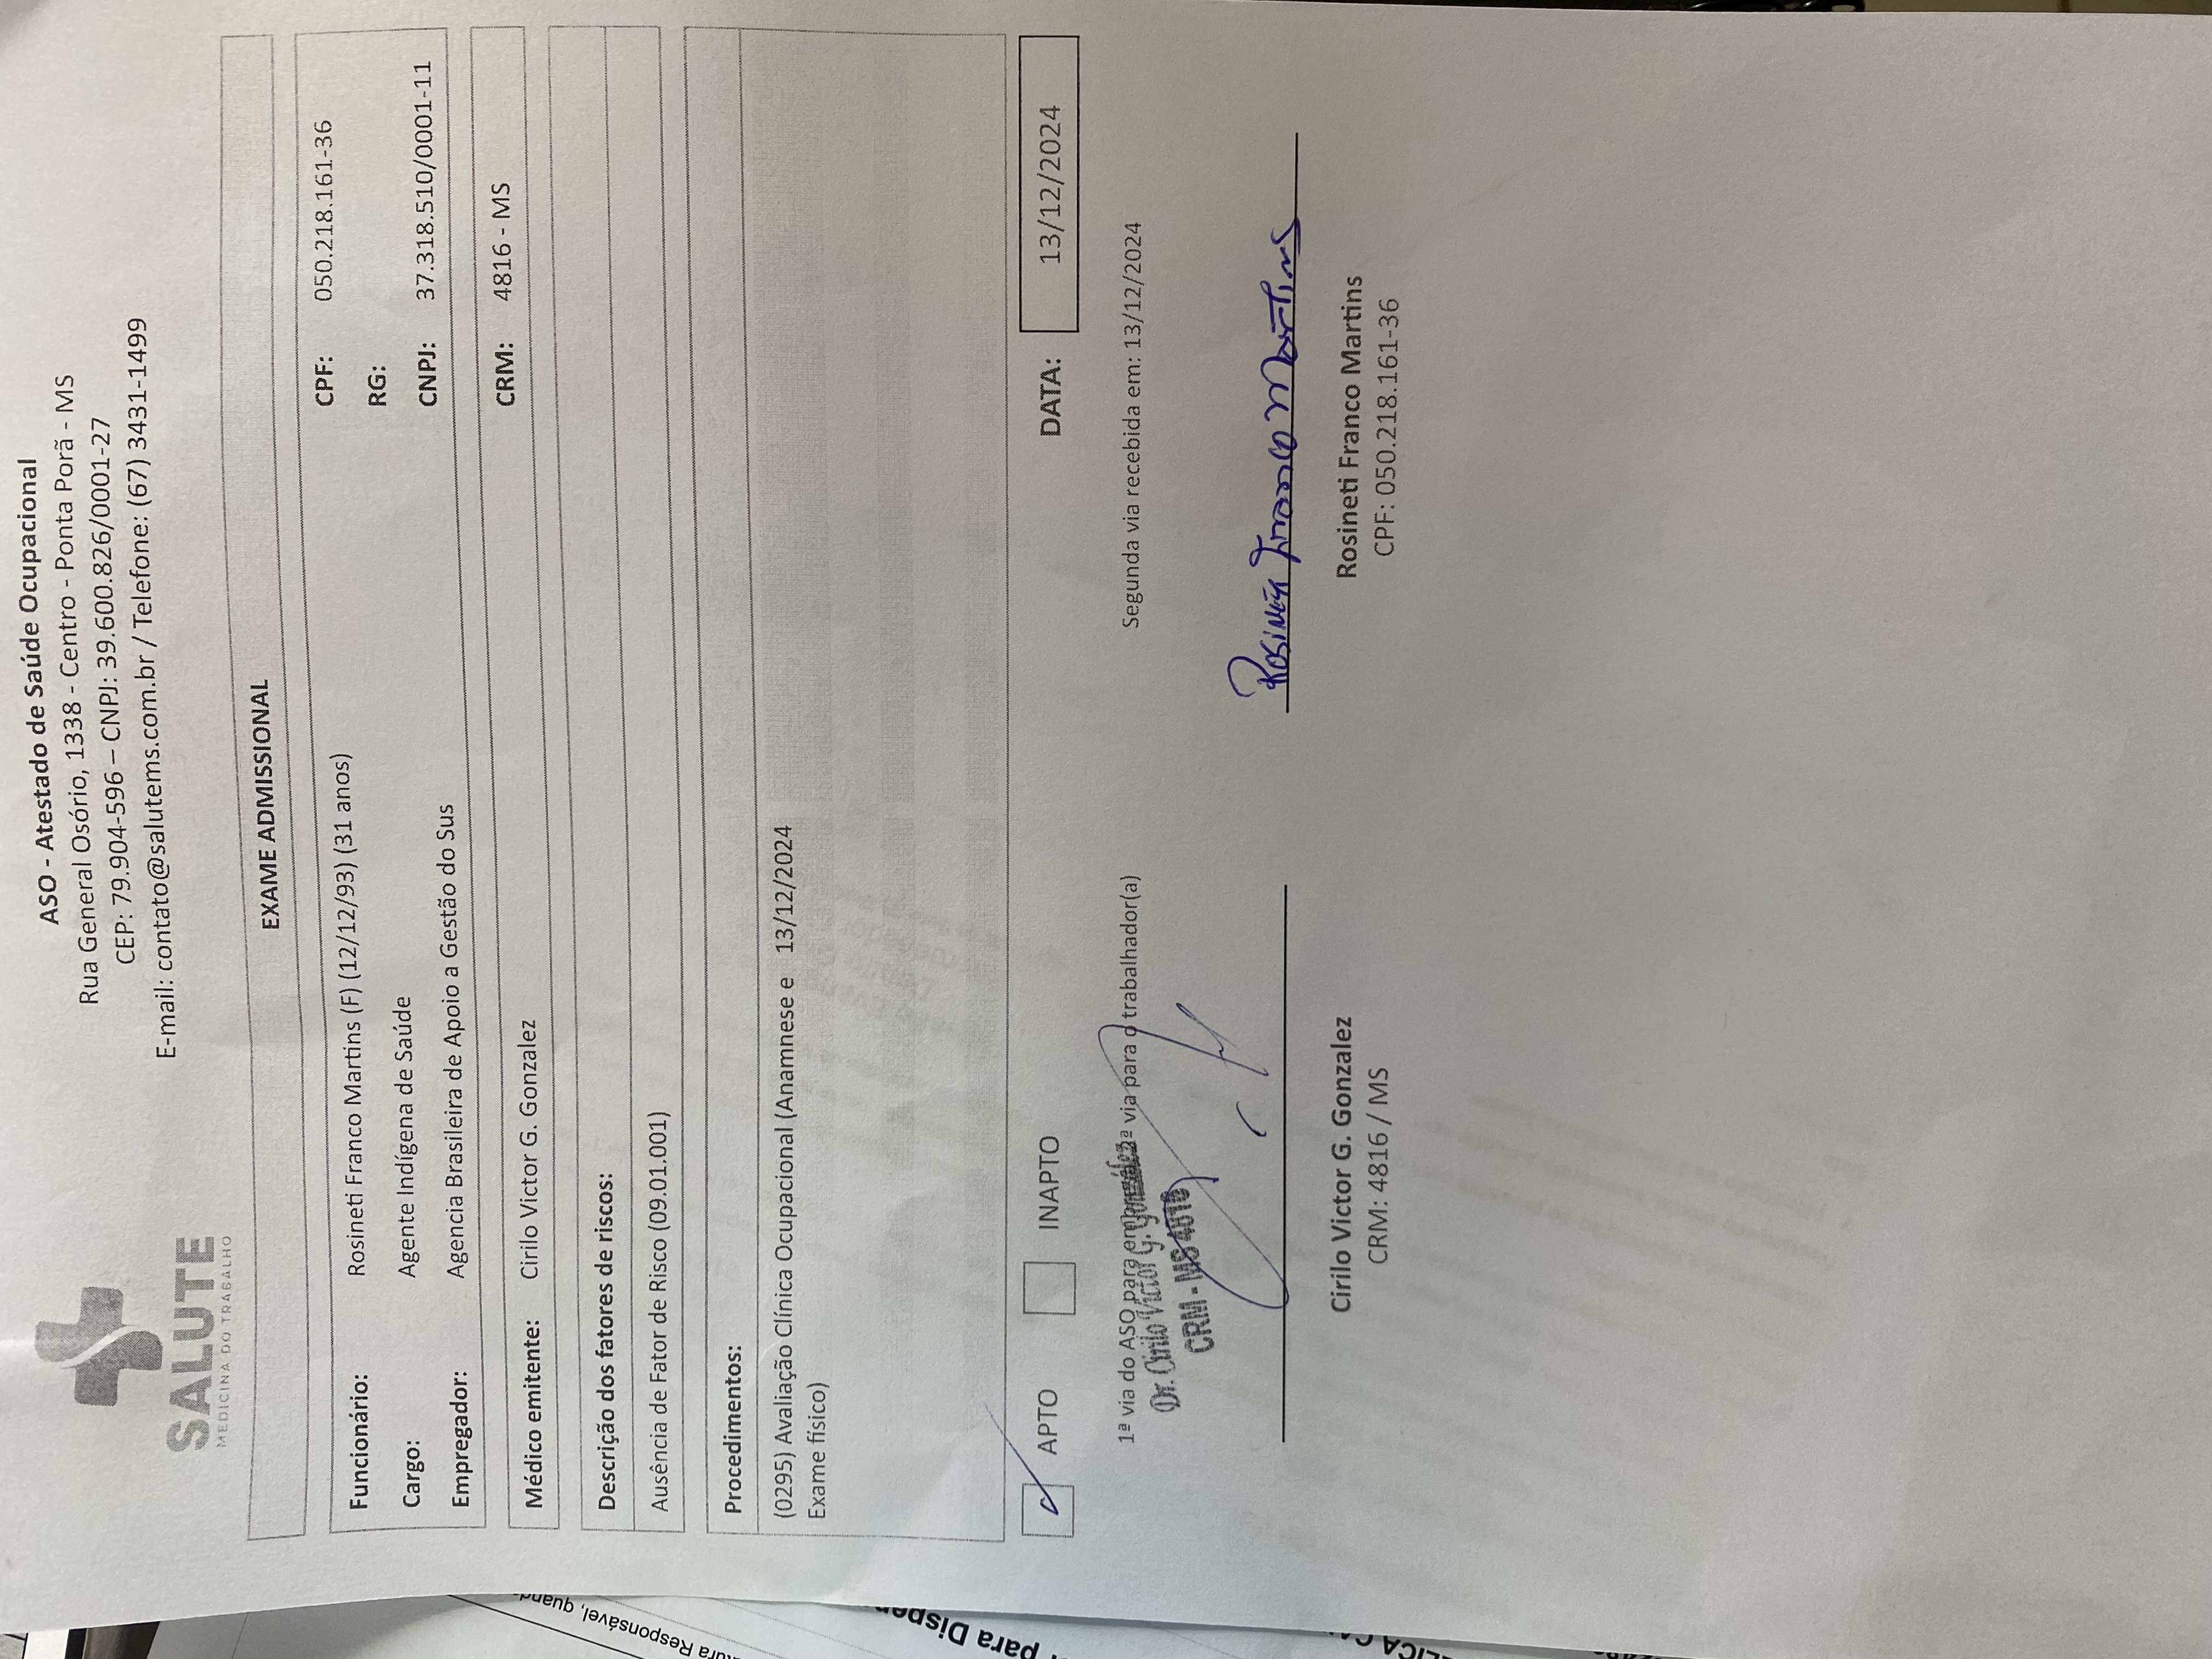 ASO - Atestado de Saúde Ocupacional
Rua General Osório, 1338 - Centro - Ponta Porã - MS
CEP: 79.904-596 – CNPJ: 39.600.826/0001-27
E-mail: contato@salutems.com.br / Telefone: (67) 3431-1499
SALUTE
MEDICINA DO TRABALHO
EXAME ADMISSIONAL
Funcionário: Rosineti Franco Martins (F) (12/12/93) (31 anos) CPF: 050.218.161-36
RG:
Cargo: Agente Indígena de Saúde
Empregador: Agencia Brasileira de Apoio a Gestão do Sus CNPJ: 37.318.510/0001-11
Médico emitente: Cirilo Victor G. Gonzalez CRM: 4816 - MS
Descrição dos fatores de riscos:
Ausência de Fator de Risco (09.01.001)
Procedimentos:
(0295) Avaliação Clínica Ocupacional (Anamnese e 13/12/2024
Exame físico)
APTO INAPTO DATA: 13/12/2024
1ª via do ASO para empresa 2ª via para o trabalhador(a) Segunda via recebida em: 13/12/2024
Dr. Cirilo Victor G. González
CRM - MS 4816
Rosineti Franco Martins
Cirilo Victor G. Gonzalez
CRM: 4816 / MS
Rosineti Franco Martins
CPF: 050.218.161-36
tura Responsável, quand
para Dispen